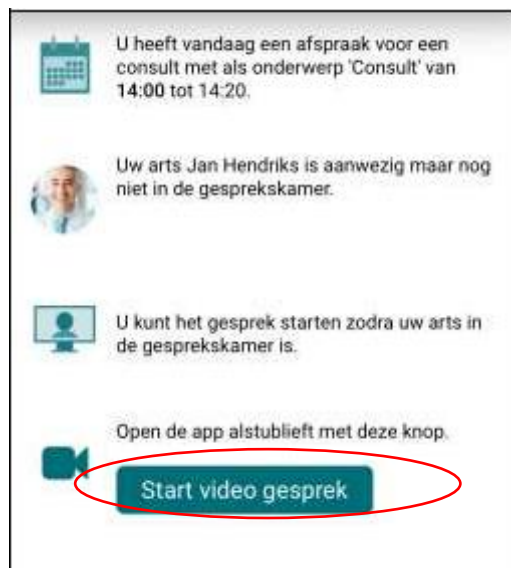 U heeft vandaag een afspraak voor een
consult met als onderwerp 'Consult' van
14:00 tot 14:20.
Uw arts Jan Hendriks is aanwezig maar nog
niet in de gesprekskamer.
U kunt het gesprek starten zodra uw arts in
de gesprekskamer is.
Open de app alstublieft met deze knop.
Start video gesprek